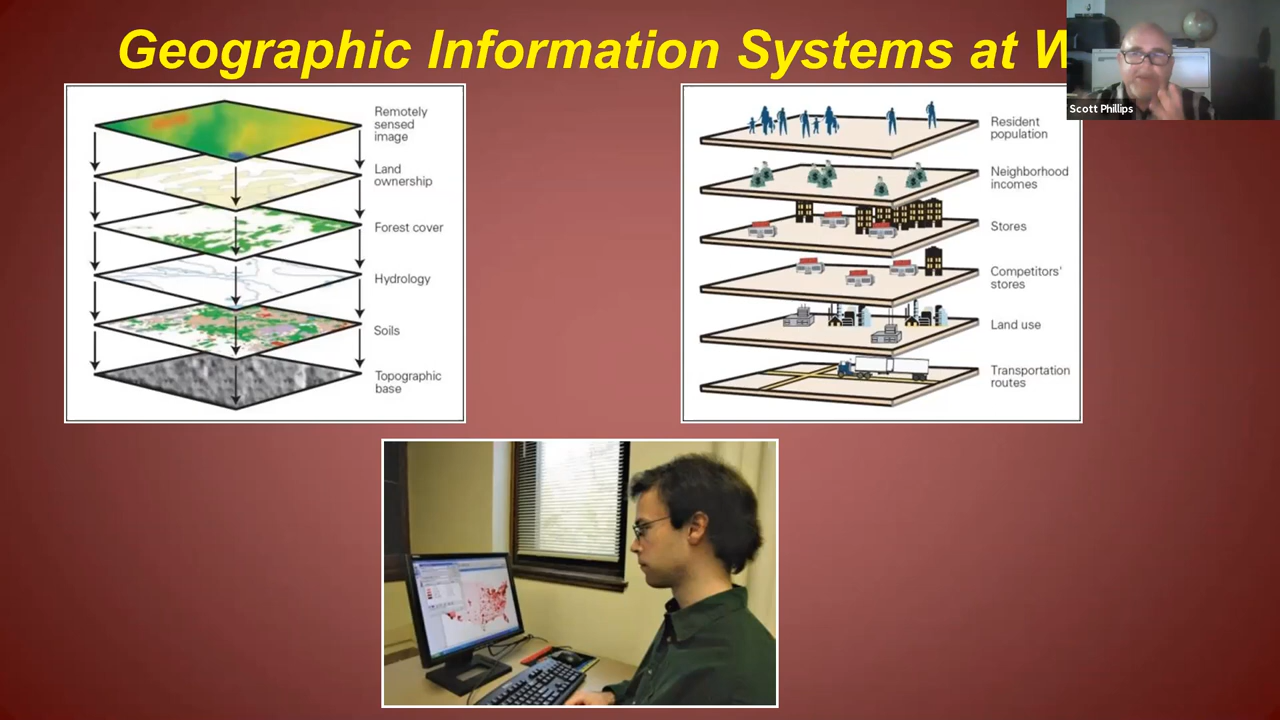 Geographic Information Systems at W
Scott Phillips
Remotely
sensed
image
Land
ownership
Forest cover
Hydrology
Soils
Topographic
base
Resident
population
Neighborhood
incomes
Stores
Competitors'
stores
Land use
Transportation
routes